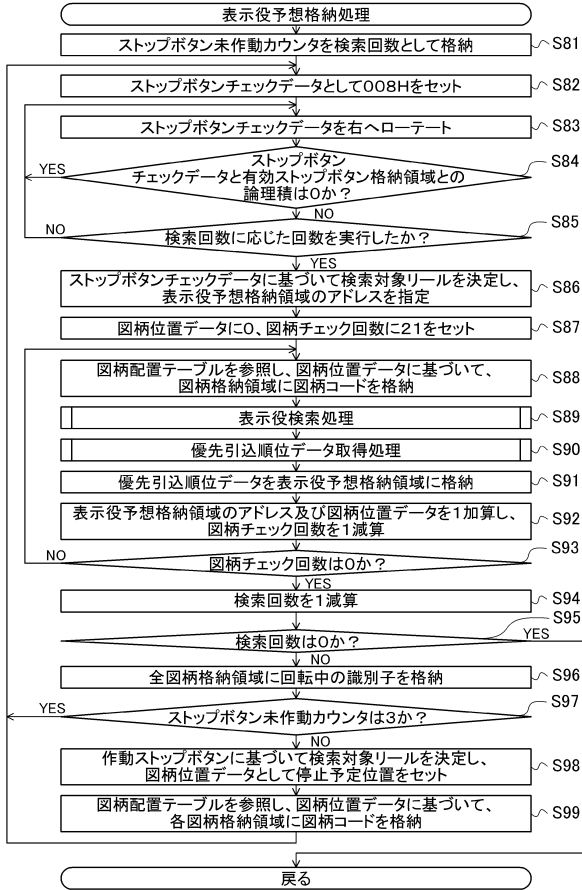 表示役予想格納処理
ストップボタン未作動カウンタを検索回数として格納
S81
ストップボタンチェックデータとして008Hをセット
S82
ストップボタンチェックデータを右へローテート
S83
ストップボタン
チェックデータと有効ストップボタン格納領域との
論理積は0か?
S84
YES
NO
検索回数に応じた回数を実行したか?
S85
NO
YES
ストップボタンチェックデータに基づいて検索対象リールを決定し、
表示役予想格納領域のアドレスを指定
S86
図柄位置データに0、図柄チェック回数に21をセット
S87
図柄配置テーブルを参照し、図柄位置データに基づいて、
図柄格納領域に図柄コードを格納
S88
表示役検索処理
S89
優先引込順位データ取得処理
S90
優先引込順位データを表示役予想格納領域に格納
S91
表示役予想格納領域のアドレス及び図柄位置データを1加算し、
図柄チェック回数を1減算
S92
図柄チェック回数は0か?
S93
NO
YES
検索回数を1減算
S94
検索回数は0か?
S95
YES
NO
全図柄格納領域に回転中の識別子を格納
S96
ストップボタン未作動カウンタは3か?
S97
YES
NO
作動ストップボタンに基づいて検索対象リールを決定し、
図柄位置データとして停止予定位置をセット
S98
図柄配置テーブルを参照し、図柄位置データに基づいて、
各図柄格納領域に図柄コードを格納
S99
戻る